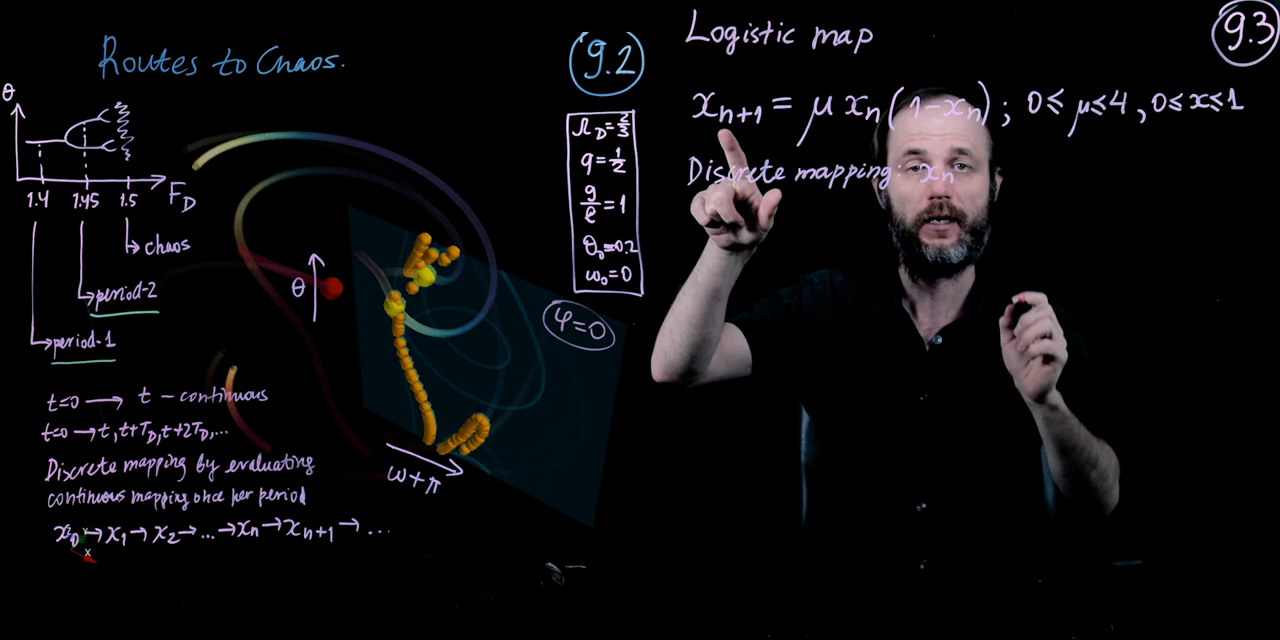 Routes to Chaos.
9.2
θ
1.4 1.45 1.5 F_D
chaos
period-2
period-1
Ω_D=2/3
q=1/2
g/ℓ=1
θ_0=0.2
ω_0=0
φ=0
θ
ω+π
t=0 → t - continuous
t=0 → t, t+T_D, t+2T_D, ...
Discrete mapping by evaluating
continuous mapping once per period
x_0 → x_1 → x_2 → ... → x_n → x_{n+1} → ...
Y
X
Logistic map
9.3
x_{n+1} = μ x_n (1-x_n) ; 0 ≤ μ ≤ 4 , 0 ≤ x ≤ 1
Discrete mapping: x_n